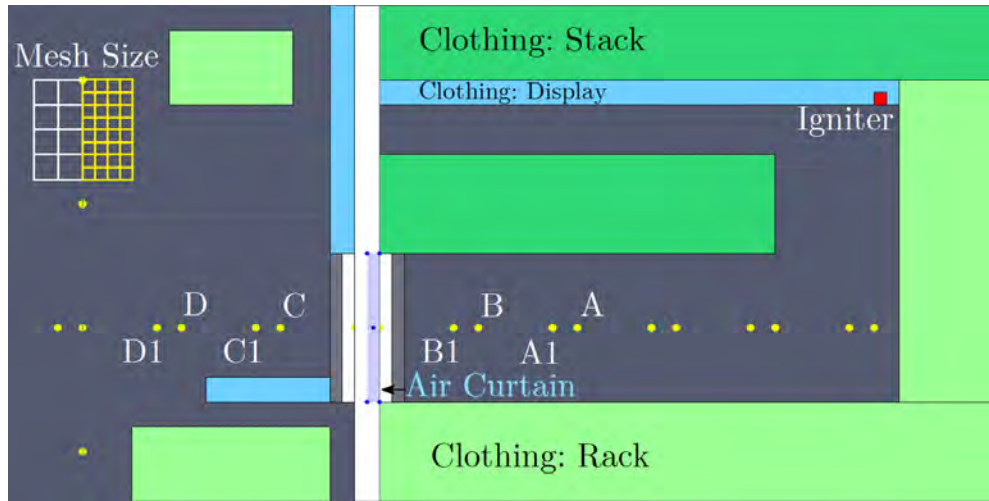 Clothing: Stack
Mesh Size
Clothing: Display
Igniter
D
C
B
A
D1
C1
B1
A1
Air Curtain
Clothing: Rack